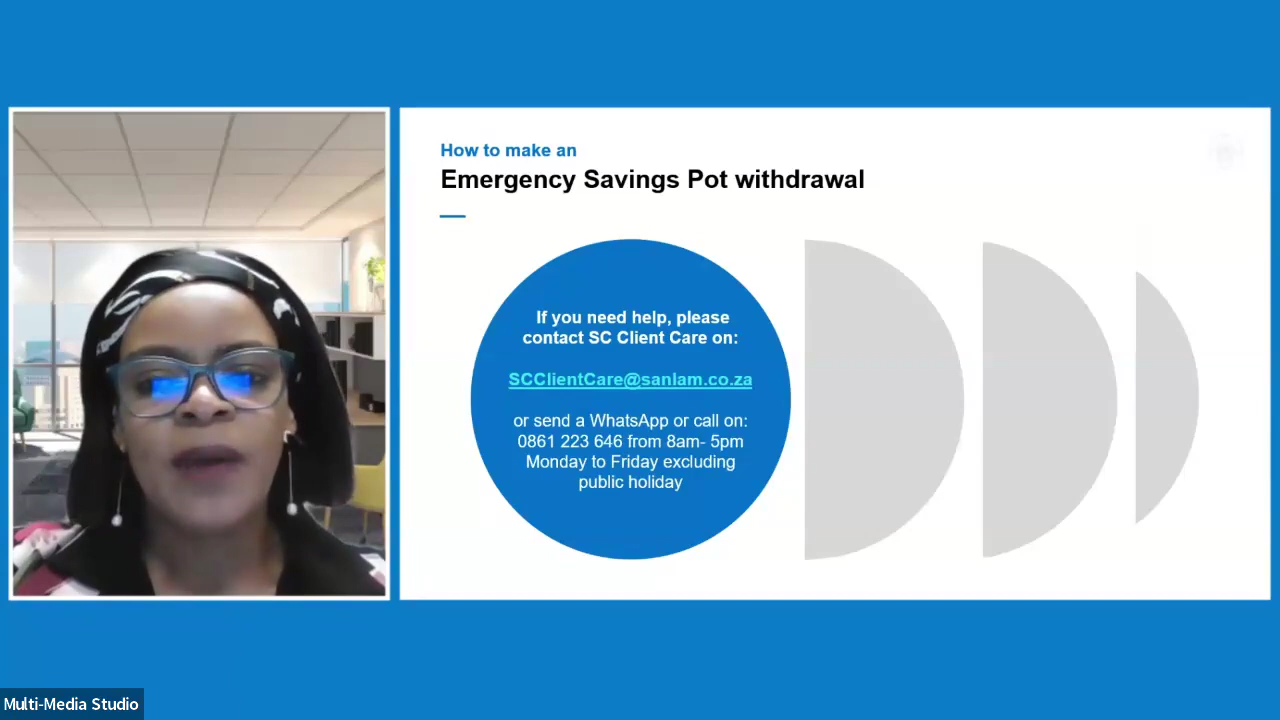 How to make an
Emergency Savings Pot withdrawal
If you need help, please
contact SC Client Care on:
SCClientCare@sanlam.co.za
or send a WhatsApp or call on:
0861 223 646 from 8am- 5pm
Monday to Friday excluding
public holiday
Multi-Media Studio